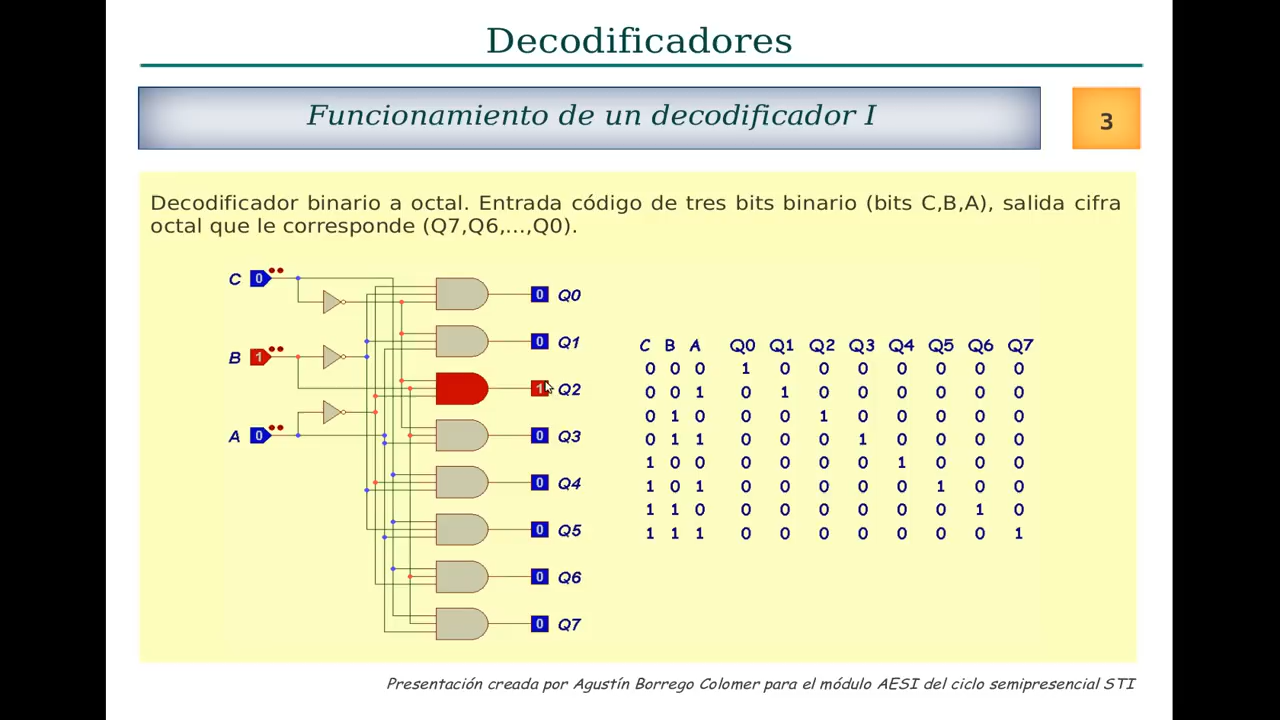 Decodificadores
Funcionamiento de un decodificador I
3
Decodificador binario a octal. Entrada código de tres bits binario (bits C,B,A), salida cifra
octal que le corresponde (Q7,Q6,...,Q0).
C 0
B 1
A 0
0 Q0
0 Q1
1 Q2
0 Q3
0 Q4
0 Q5
0 Q6
0 Q7
C B A Q0 Q1 Q2 Q3 Q4 Q5 Q6 Q7
0 0 0 1 0 0 0 0 0 0 0
0 0 1 0 1 0 0 0 0 0 0
0 1 0 0 0 1 0 0 0 0 0
0 1 1 0 0 0 1 0 0 0 0
1 0 0 0 0 0 0 1 0 0 0
1 0 1 0 0 0 0 0 1 0 0
1 1 0 0 0 0 0 0 0 1 0
1 1 1 0 0 0 0 0 0 0 1
Presentación creada por Agustín Borrego Colomer para el módulo AESI del ciclo semipresencial STI